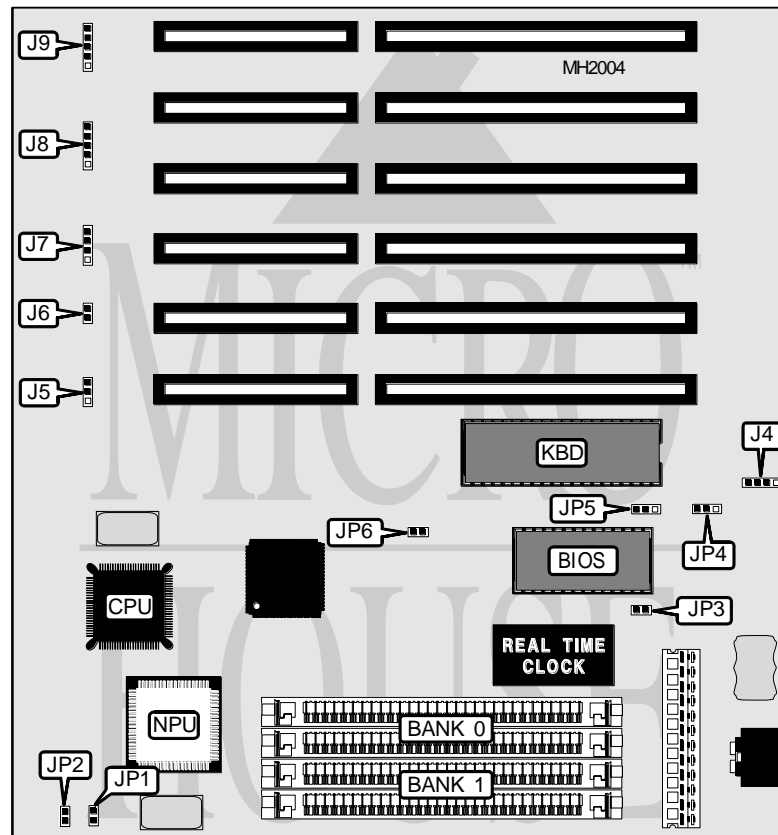 J9
MH2004
J8
J7
TM
J6
J5
MICRO
KBD
J4
JP5
JP6
JP4
BIOS
CPU
JP3
REAL TIME
CLOCK
HOUSE
NPU
BANK 0
JP2
JP1
BANK 1